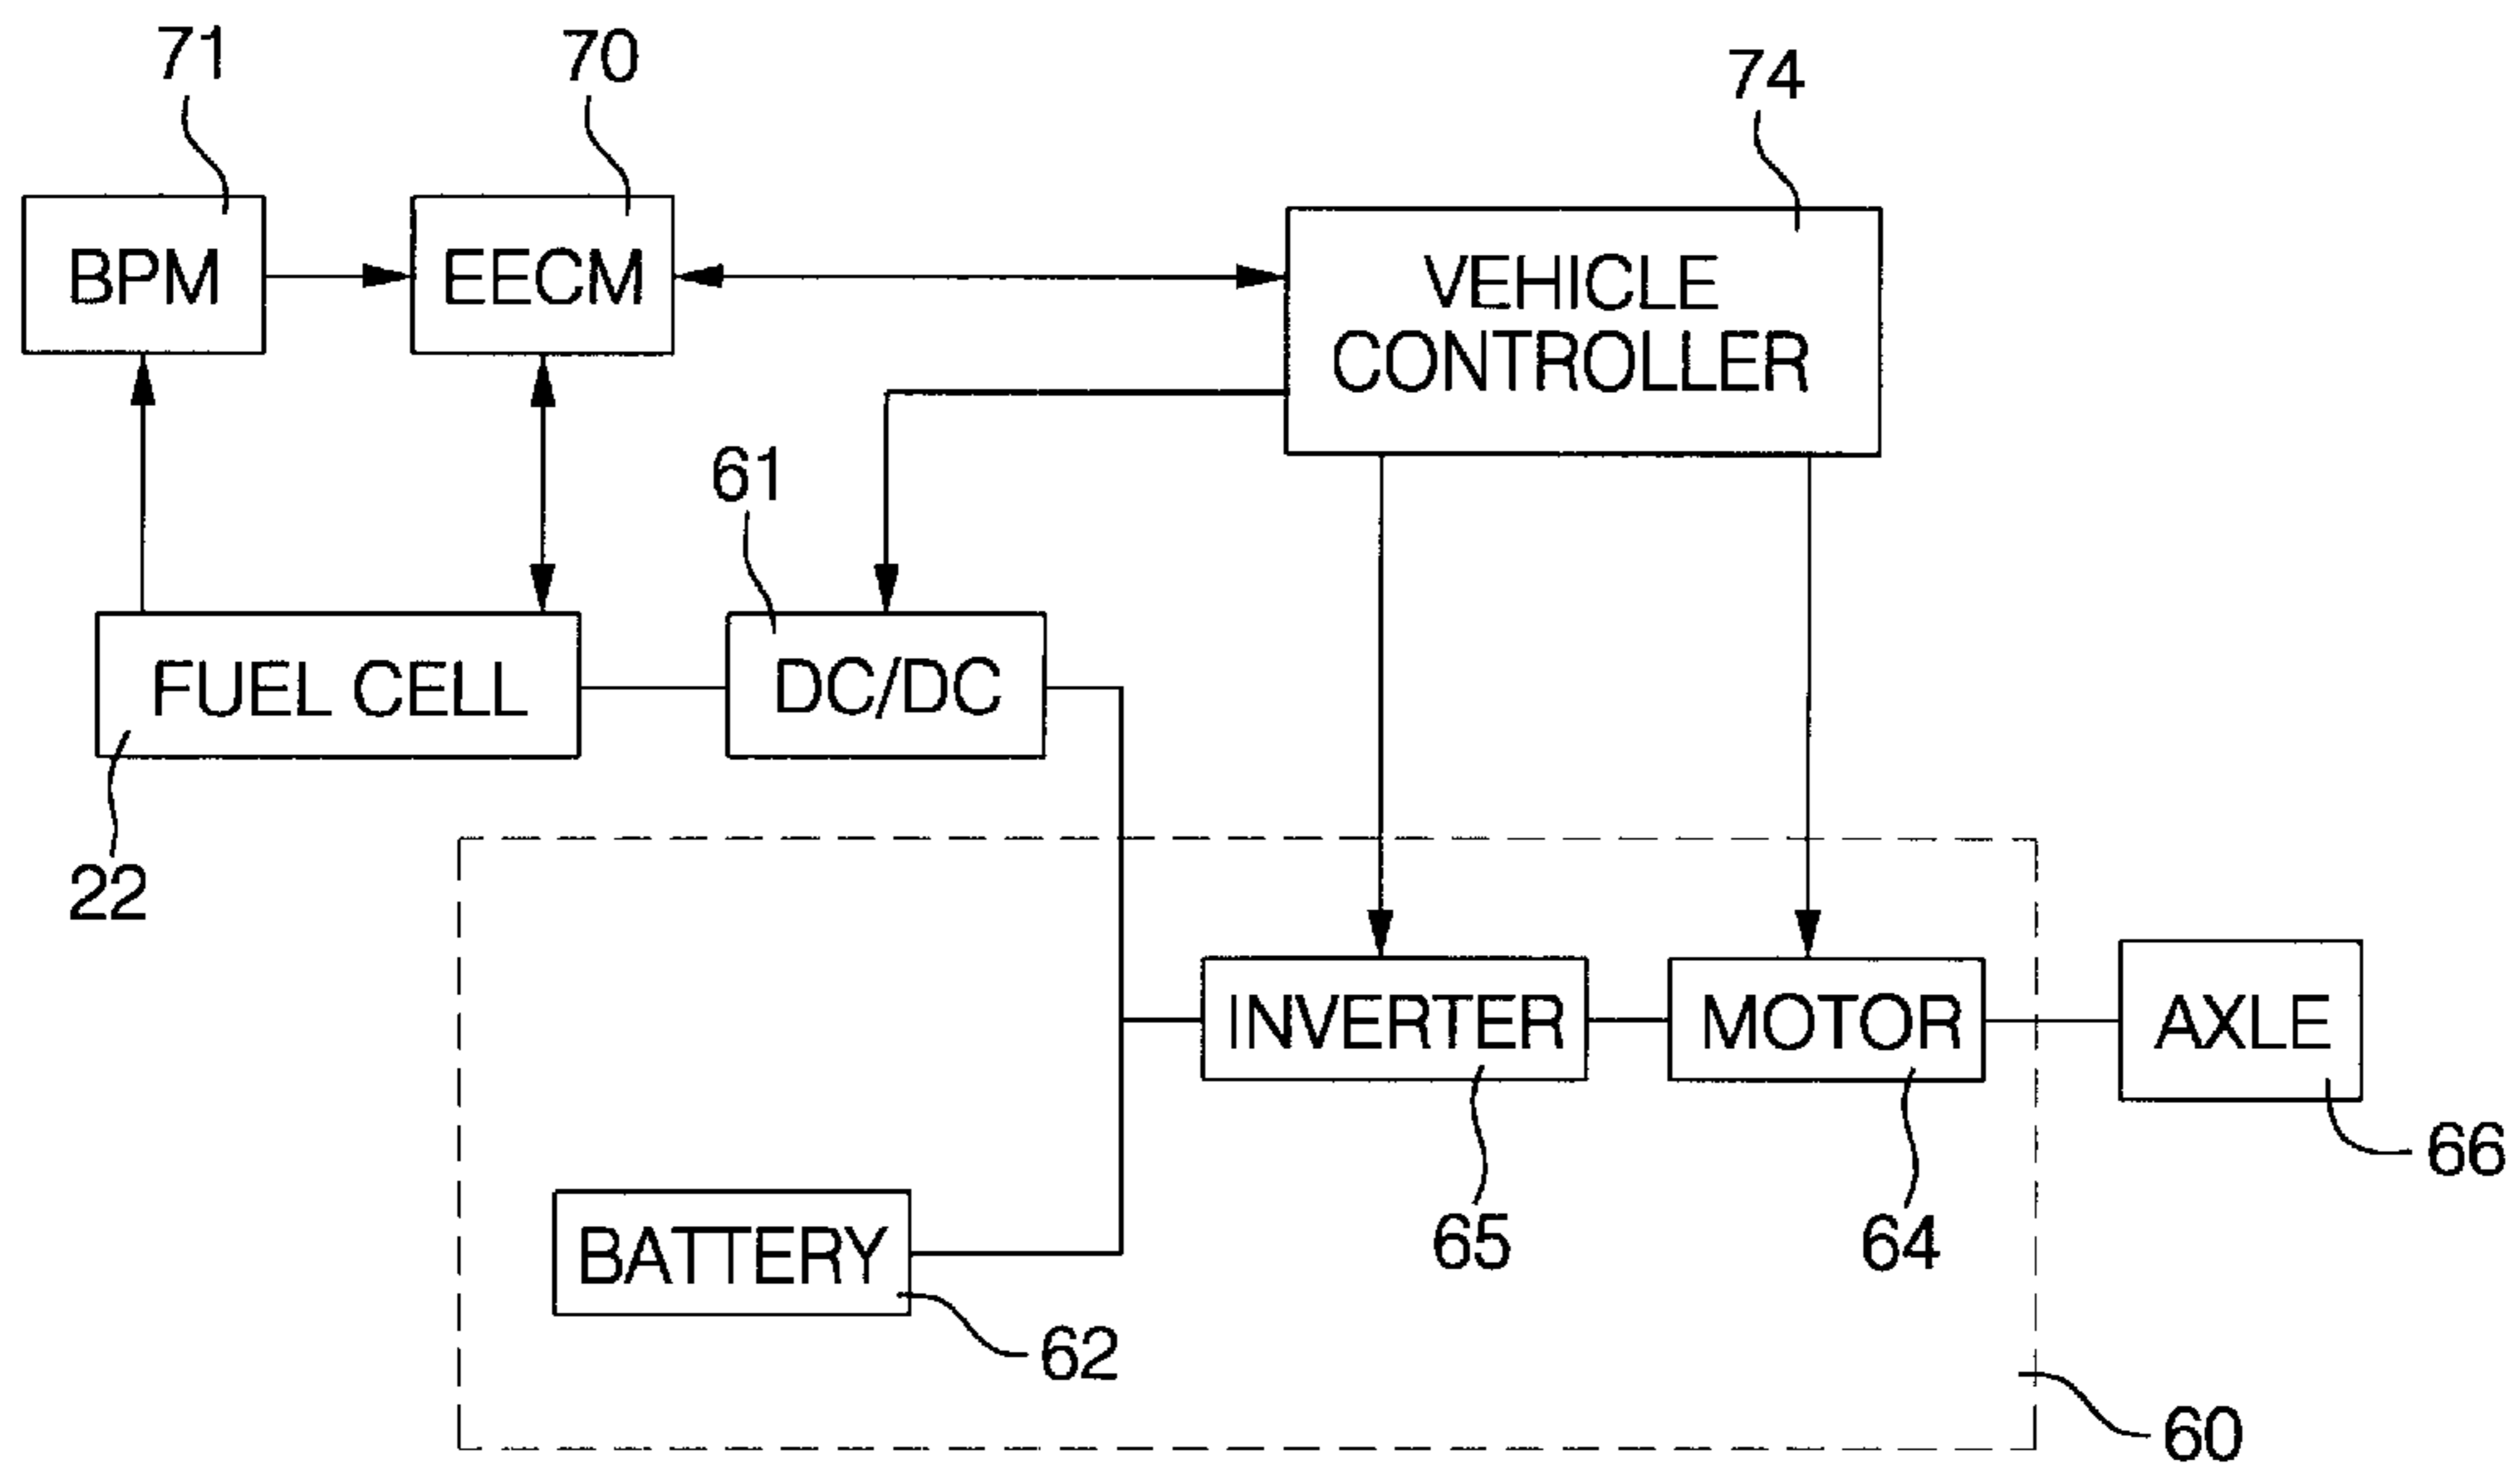 71
70
74
BPM
EECM
VEHICLE
CONTROLLER
61
FUEL CELL
DC/DC
22
INVERTER
MOTOR
AXLE
66
65
64
BATTERY
62
60